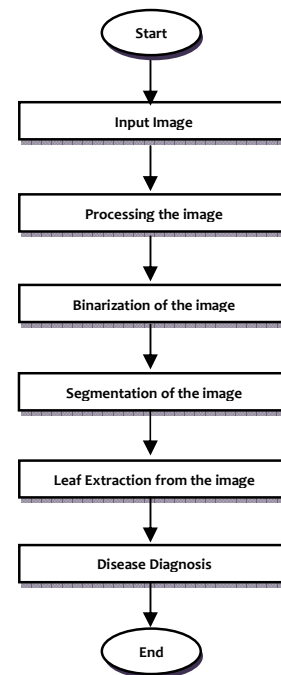 Start
Input Image
Processing the image
Binarization of the image
Segmentation of the image
Leaf Extraction from the image
Disease Diagnosis
End